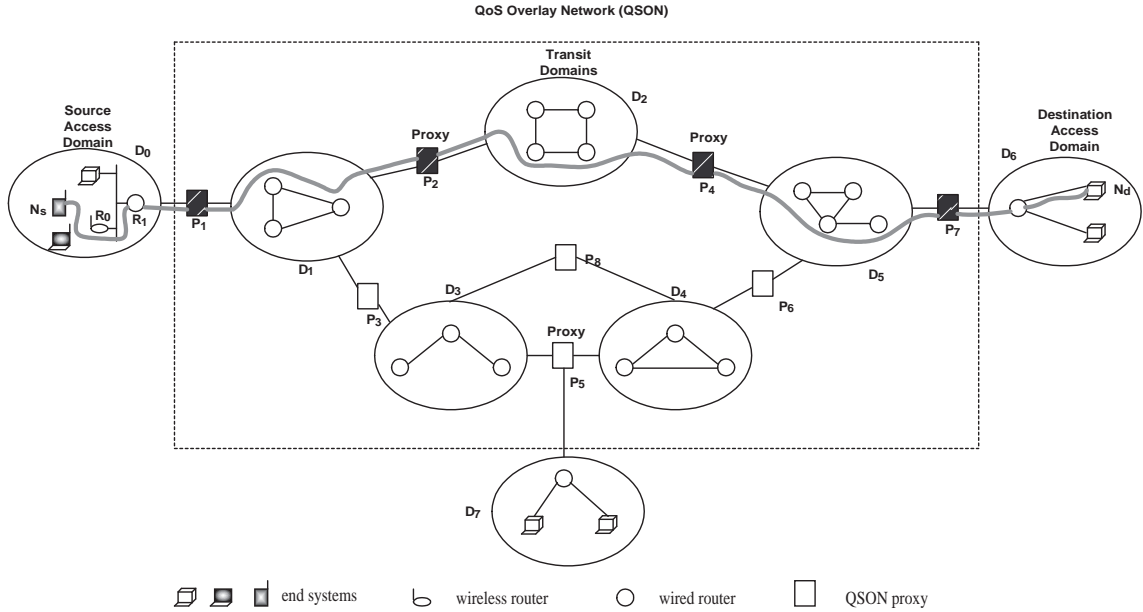 QoS Overlay Network (QSON)
Transit
Domains
D2
Source
Access
Domain
D0
Proxy
P2
Proxy
P4
Destination
Access
Domain
D6
Ns
R0
R1
P1
Nd
P7
D1
D5
P8
D3
D4
P3
P6
Proxy
P5
D7
end systems
wireless router
wired router
QSON proxy